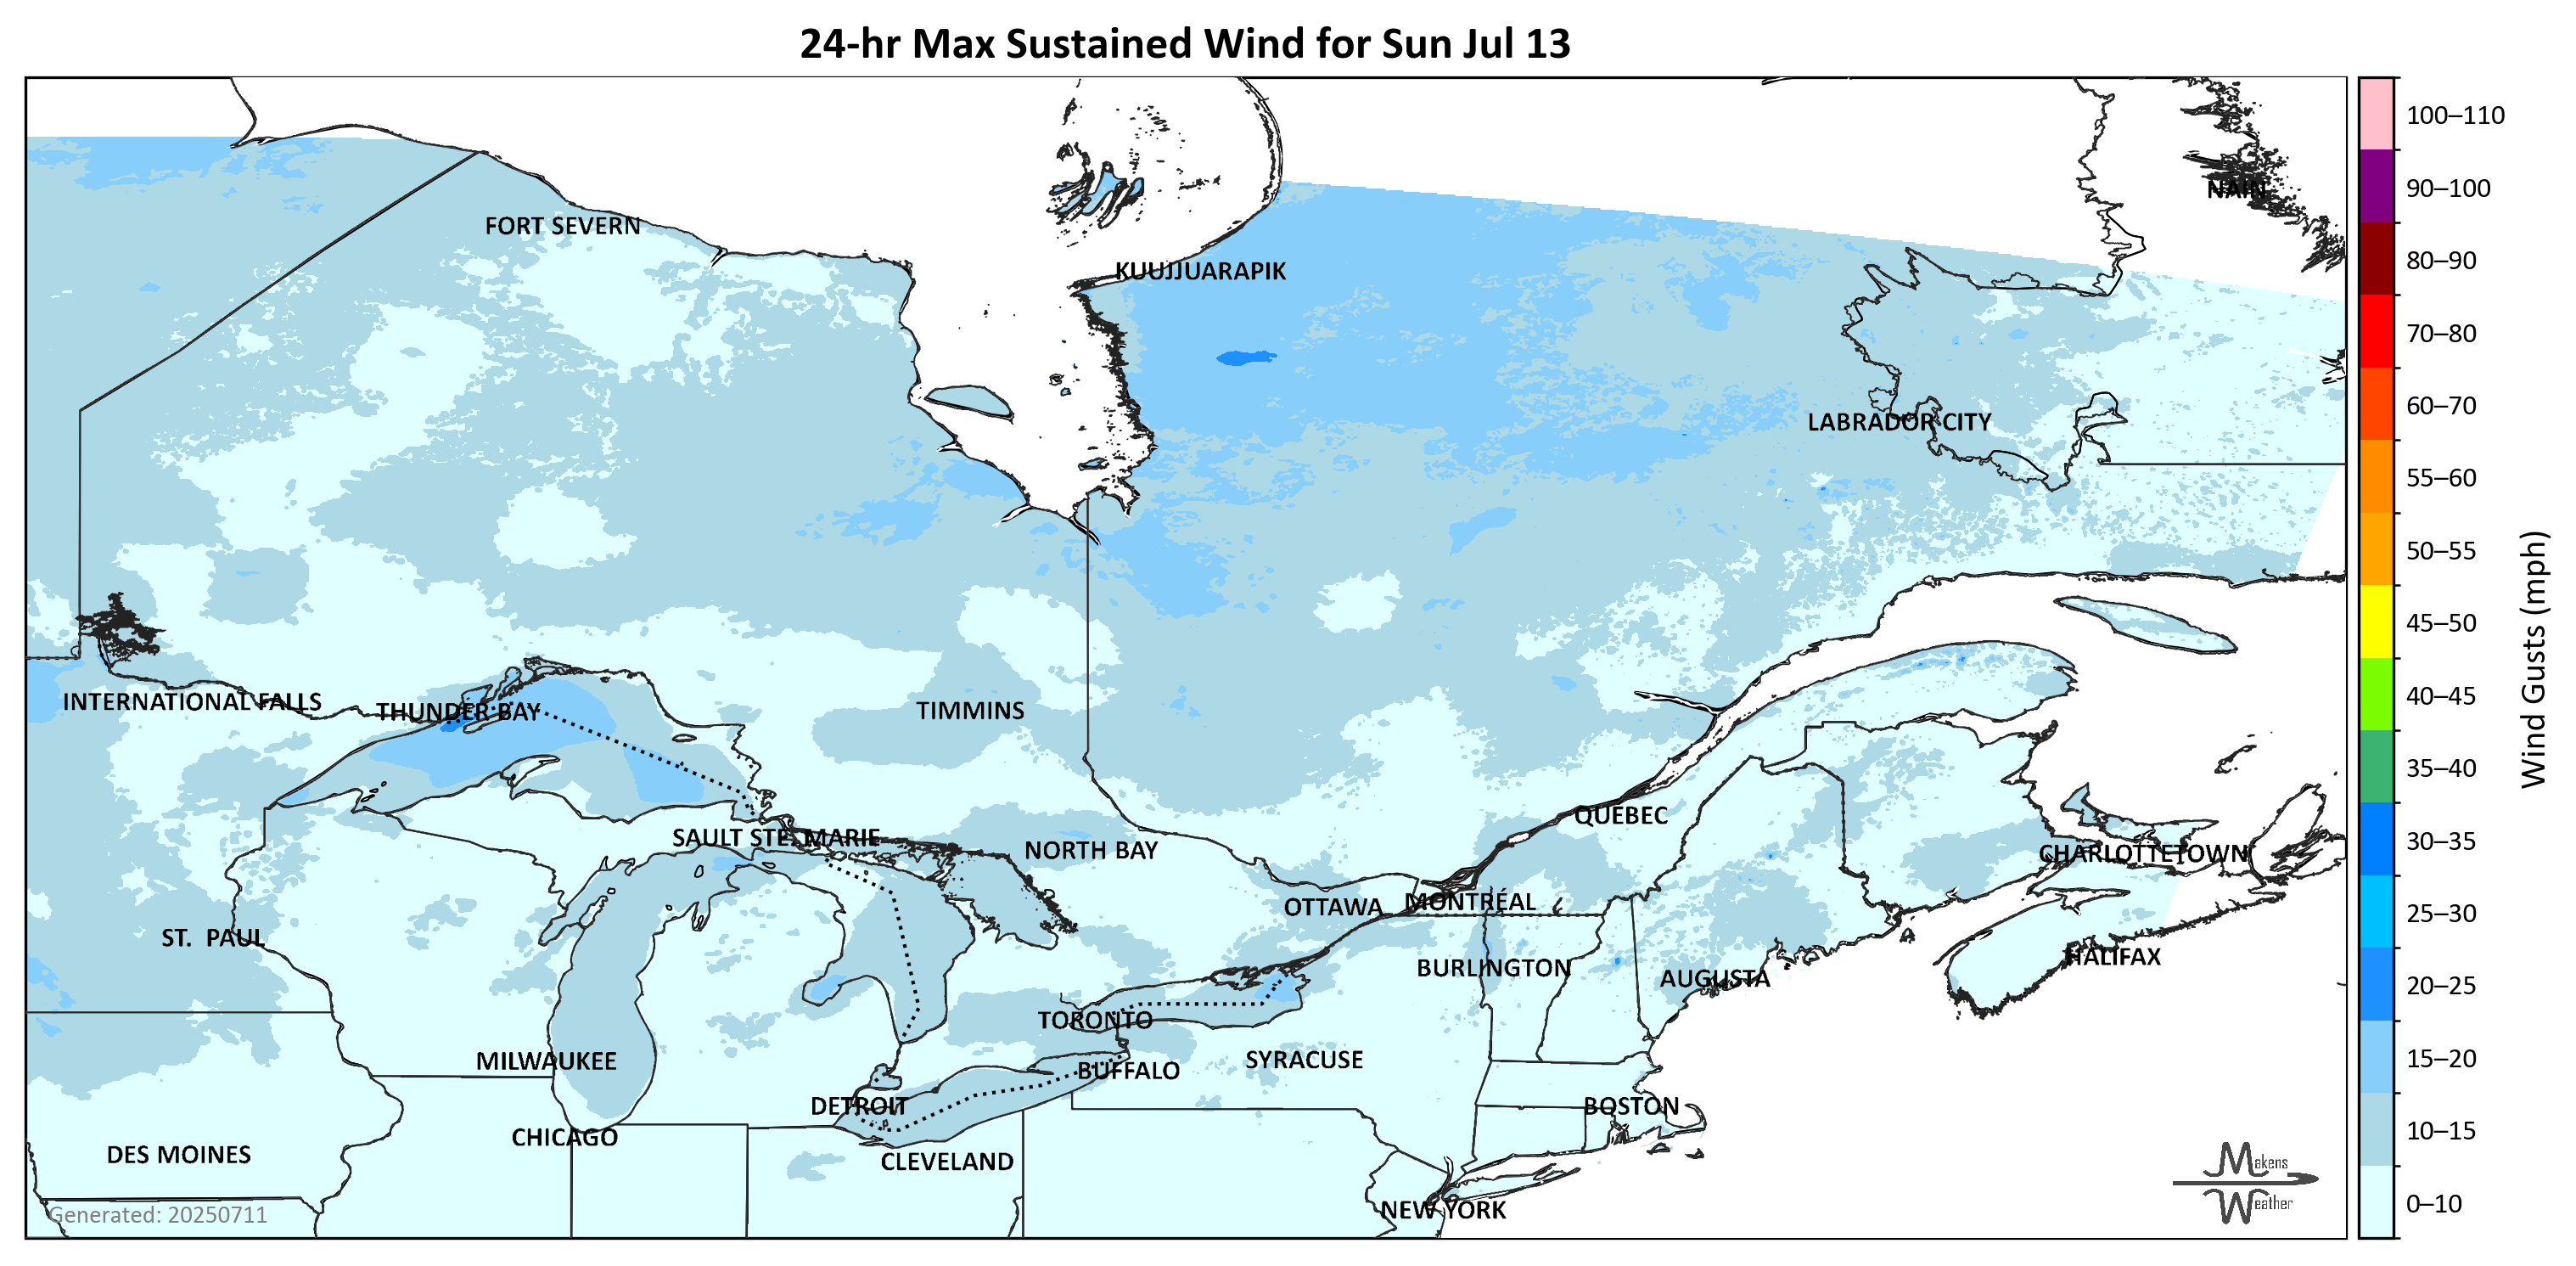 24-hr Max Sustained Wind for Sun Jul 13
100–110
90–100
80–90
70–80
60–70
55–60
50–55
45–50
40–45
35–40
30–35
25–30
20–25
15–20
10–15
0–10
Wind Gusts (mph)
NAIN
FORT SEVERN
KUUJJUARAPIK
LABRADOR CITY
INTERNATIONAL FALLS
THUNDER BAY
TIMMINS
QUEBEC
SAULT STE. MARIE
NORTH BAY
CHARLOTTETOWN
OTTAWA
MONTRÉAL
ST. PAUL
BURLINGTON
AUGUSTA
HALIFAX
TORONTO
MILWAUKEE
SYRACUSE
BUFFALO
DETROIT
BOSTON
CHICAGO
DES MOINES
CLEVELAND
NEW YORK
Generated: 20250711
Makens
Weather